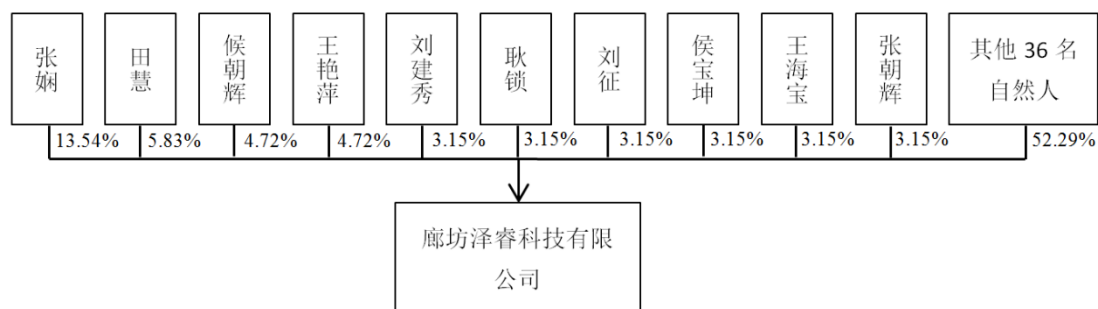 张娴
田慧
候朝辉
王艳萍
刘建秀
耿锁
刘征
侯宝坤
王海宝
张朝辉
其他 36 名
自然人
13.54%
5.83%
4.72%
4.72%
3.15%
3.15%
3.15%
3.15%
3.15%
3.15%
52.29%
廊坊泽睿科技有限
公司